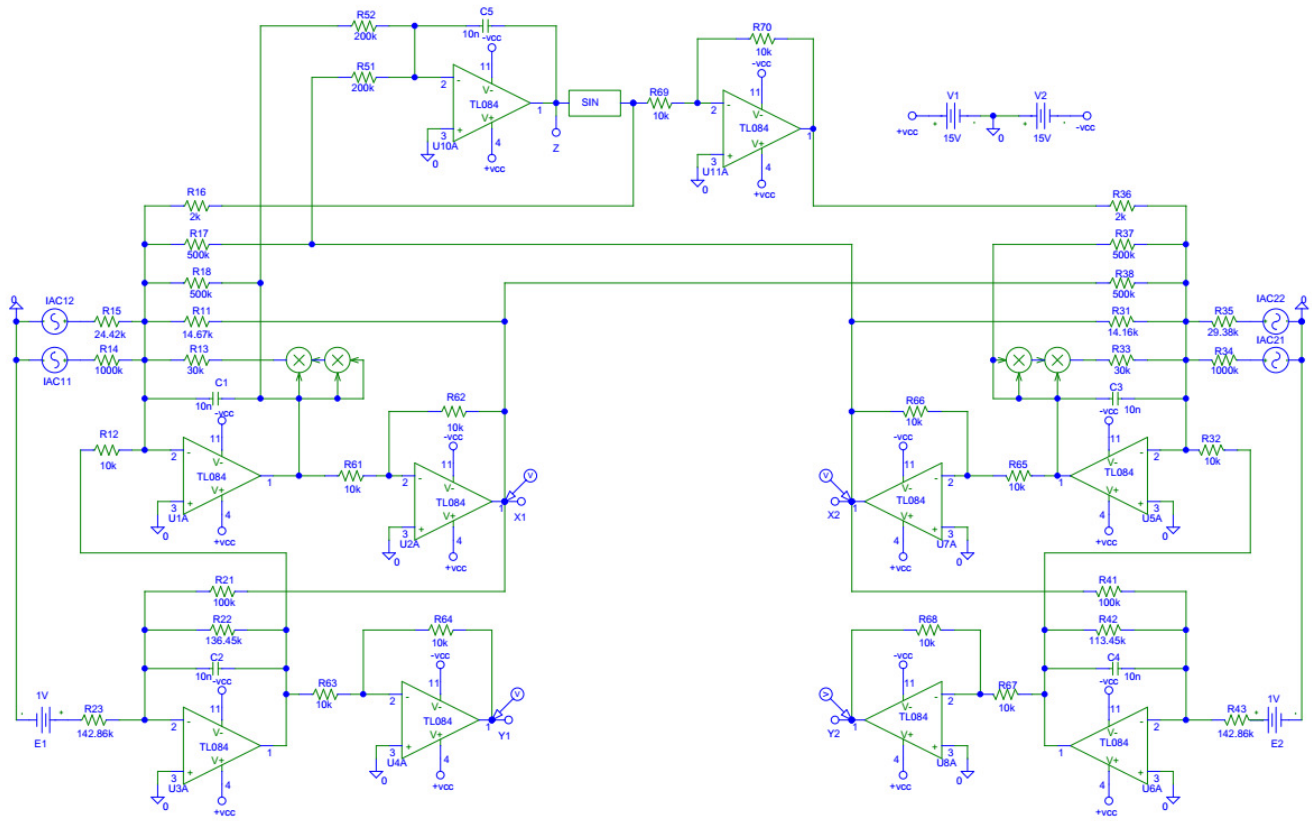 R52
200k
C5
10n
-vcc
R51
200k
11
2
-
V-
TL084
V+
1
3
+
4
0
U10A
+vcc
Z
SIN
R69
10k
R70
10k
-vcc
11
2
-
V-
TL084
V+
1
3
+
4
0
U11A
+vcc
V1
V2
+vcc
+
-
0
+
-
-vcc
15V
15V
R16
2k
R17
500k
R18
500k
R11
14.67k
R13
30k
0
IAC12
R15
24.42k
IAC11
R14
1000k
C1
10n
-vcc
R12
10k
11
2
-
V-
TL084
V+
1
3
+
4
0
U1A
+vcc
R61
10k
R62
10k
-vcc
11
2
-
V-
TL084
V+
1
3
+
4
0
U2A
+vcc
V
X1
R36
2k
R37
500k
R38
500k
R31
14.16k
R33
30k
IAC22
0
R35
29.38k
IAC21
R34
1000k
C3
-vcc
10n
R32
10k
11
2
-
V-
TL084
V+
1
3
+
4
0
U5A
+vcc
R65
10k
R66
10k
-vcc
11
2
-
V-
TL084
V+
1
3
+
4
0
U7A
+vcc
V
X2
R21
100k
R22
136.45k
C2
10n
-vcc
1V
-
+
E1
R23
142.86k
11
2
-
V-
TL084
V+
1
3
+
4
0
U3A
+vcc
R63
10k
R64
10k
-vcc
11
2
-
V-
TL084
V+
1
3
+
4
0
U4A
+vcc
V
Y1
R41
100k
R42
113.45k
C4
-vcc
10n
1V
+
-
E2
R43
142.86k
11
2
-
V-
TL084
V+
1
3
+
4
0
U6A
+vcc
R67
10k
R68
10k
-vcc
11
2
-
V-
TL084
V+
1
3
+
4
0
U8A
+vcc
V
Y2